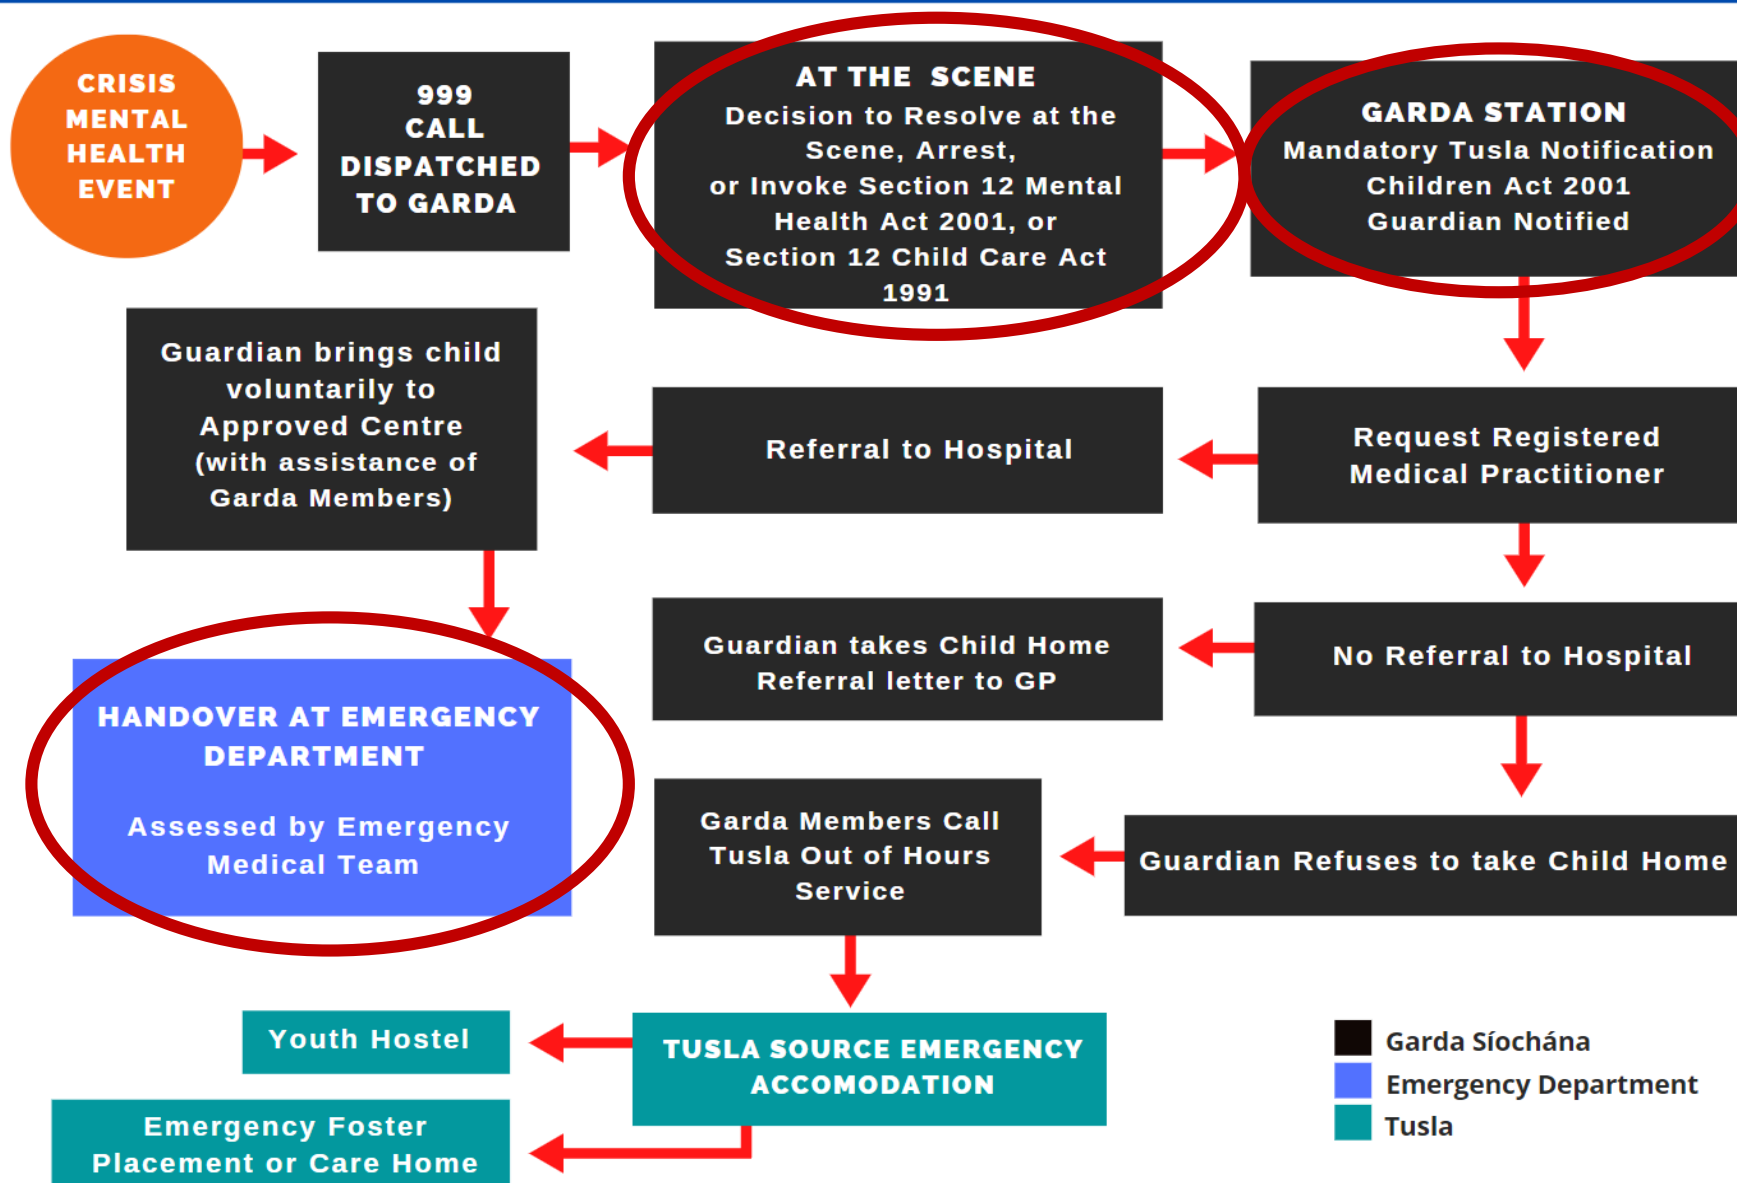 CRISIS
MENTAL
HEALTH
EVENT
999
CALL
DISPATCHED
TO GARDA
AT THE SCENE
Decision to Resolve at the
Scene, Arrest,
or Invoke Section 12 Mental
Health Act 2001, or
Section 12 Child Care Act
1991
GARDA STATION
Mandatory Tusla Notification
Children Act 2001
Guardian Notified
Guardian brings child
voluntarily to
Approved Centre
(with assistance of
Garda Members)
Referral to Hospital
Request Registered
Medical Practitioner
HANDOVER AT EMERGENCY
DEPARTMENT
Assessed by Emergency
Medical Team
Guardian takes Child Home
Referral letter to GP
No Referral to Hospital
Garda Members Call
Tusla Out of Hours
Service
Guardian Refuses to take Child Home
Youth Hostel
TUSLA SOURCE EMERGENCY
ACCOMODATION
Emergency Foster
Placement or Care Home
Garda Síochána
Emergency Department
Tusla